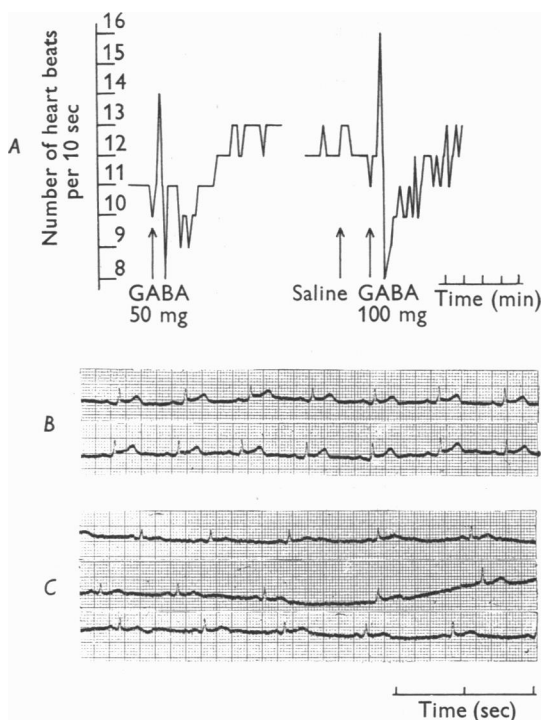 16
15
14
13
12
11
10
9
8
Number of heart beats
per 10 sec
A
GABA
50 mg
Saline GABA
100 mg
Time (min)
B
C
Time (sec)